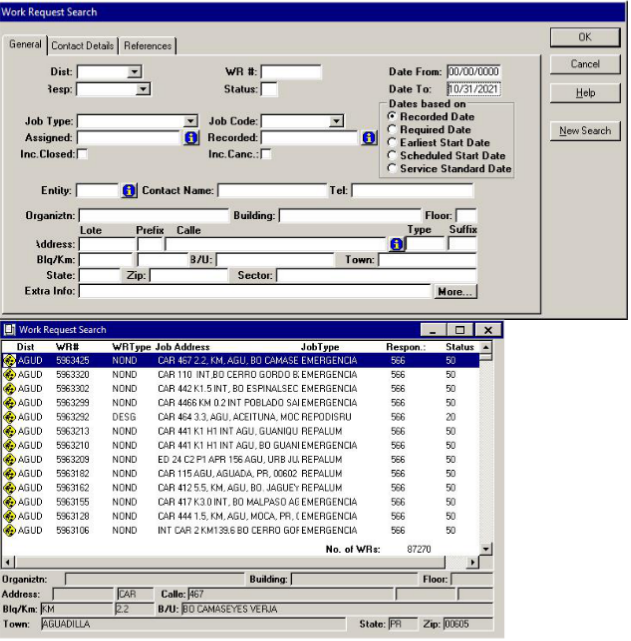 Work Request Search
General Contact Details References
OK
Cancel
Help
New Search
Dist: WR #: Date From: 00/00/0000
Resp: Status: Date To: 10/31/2021
Dates based on
Recorded Date
Required Date
Earliest Start Date
Scheduled Start Date
Service Standard Date
Job Type: Job Code:
Assigned: Recorded:
Inc.Closed: Inc.Canc.:
Entity: Contact Name: Tel:
Organiztn: Building: Floor:
Lote Prefix Calle Type Suffix
Address:
Blq/Km: B/U: Town:
State: Zip: Sector:
Extra Info: More...
Work Request Search
Dist WR# WRType Job Address JobType Respon.: Status
AGUD 5963425 NOND CAR 467 2.2, KM, AGU, BO CAMASE EMERGENCIA 566 50
AGUD 5963320 NOND CAR 110 INT,BO CERRO GORDO B. EMERGENCIA 566 50
AGUD 5963302 NOND CAR 442 K1.5 INT, BO ESPINALSEC EMERGENCIA 566 50
AGUD 5963299 NOND CAR 4466 KM 0.2 INT POBLADO SAI EMERGENCIA 566 50
AGUD 5963292 DESG CAR 464 3.3, AGU, ACEITUNA, MOC REPODISRU 566 20
AGUD 5963213 NOND CAR 441 K1 H1 INT AGU, GUANIQU REPALUM 566 50
AGUD 5963210 NOND CAR 441 K1 H1 INT AGU, BO GUANI EMERGENCIA 566 50
AGUD 5963209 NOND ED 24 C2 P1 APR 156 AGU, URB JU. REPALUM 566 50
AGUD 5963182 NOND CAR 115 AGU, AGUADA, PR, 00602 REPALUM 566 50
AGUD 5963162 NOND CAR 412 5.5, KM, AGU, BO. JAGUEY REPALUM 566 50
AGUD 5963155 NOND CAR 417 K3.0 INT, BO MALPASO AG EMERGENCIA 566 50
AGUD 5963128 NOND CAR 444 1.5, KM, AGU, MOCA, PR, ( EMERGENCIA 566 50
AGUD 5963106 NOND INT CAR 2 KM139.6 BO CERRO GOF EMERGENCIA 566 50
No. of WRs: 87270
Organiztn: Building: Floor:
Address: CAR Calle: 467
Blq/Km: KM 2.2 B/U: BO CAMASEYES VERJA
Town: AGUADILLA State: PR Zip: 00605